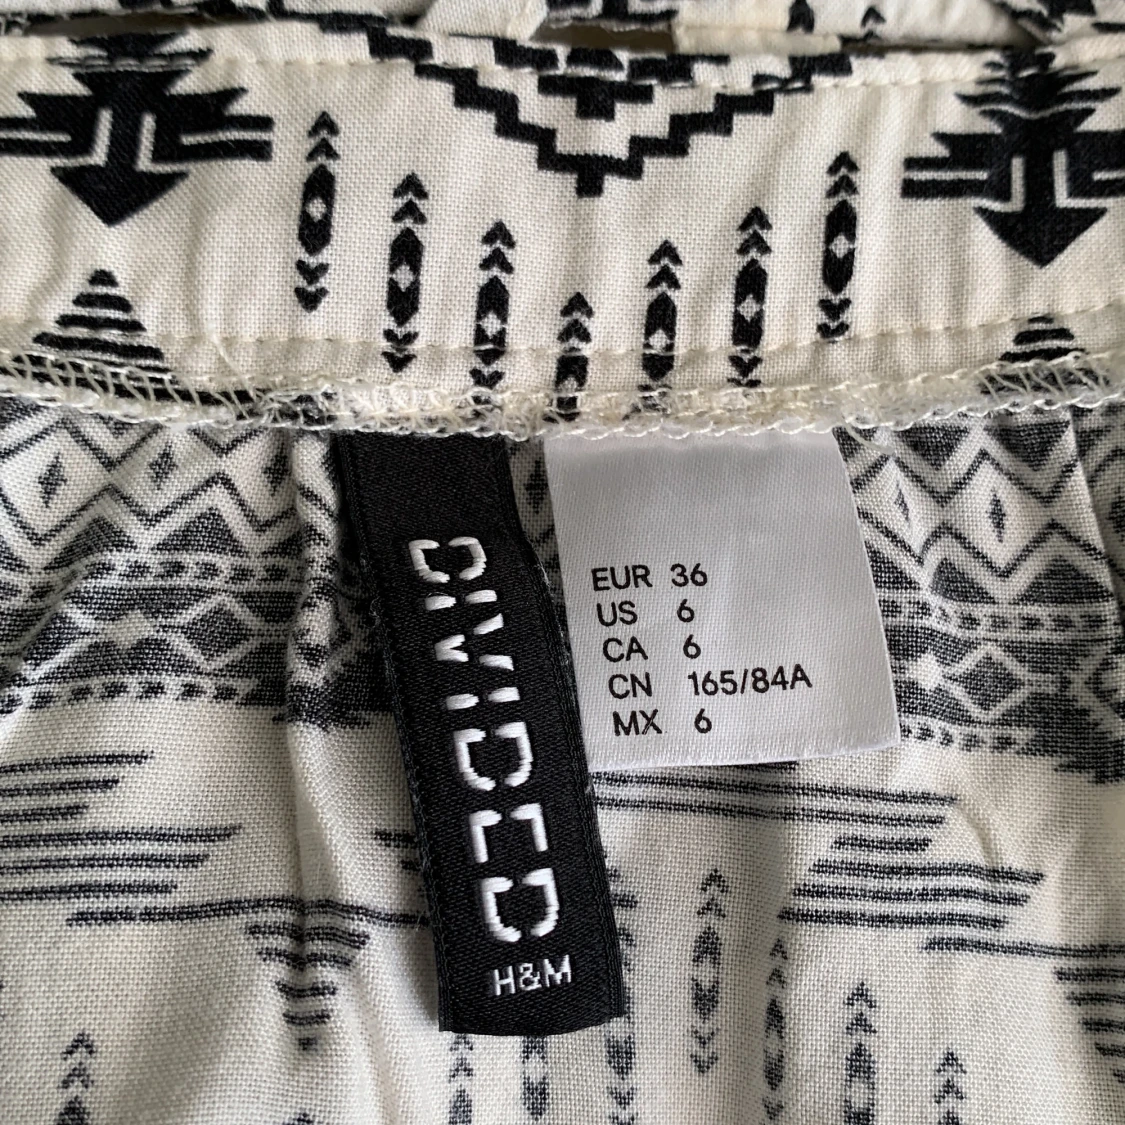 DIVIDED
H&M
EUR 36
US 6
CA 6
CN 165/84A
MX 6